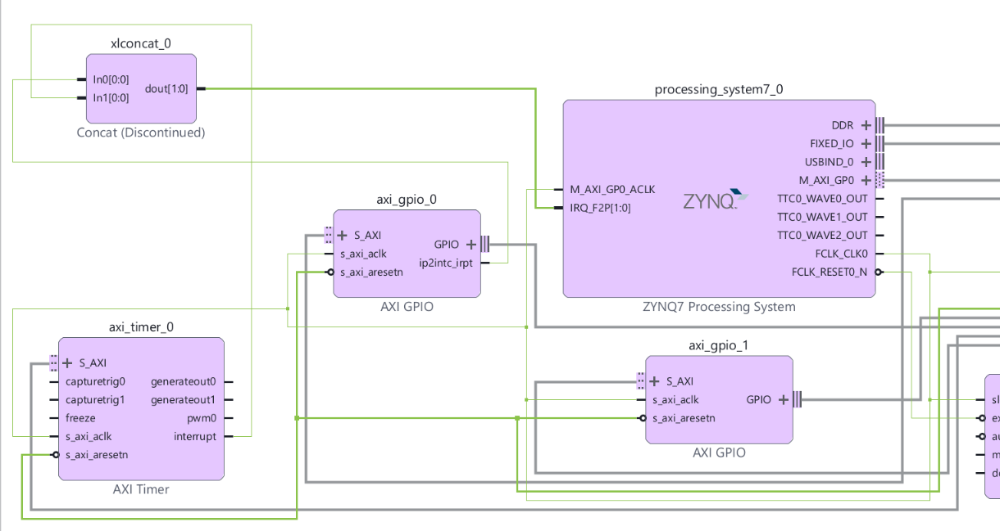 xlconcat_0
In0[0:0]
In1[0:0]
dout[1:0]
Concat (Discontinued)
processing_system7_0
DDR
FIXED_IO
USBIND_0
M_AXI_GP0
M_AXI_GP0_ACLK
IRQ_F2P[1:0]
ZYNQ
TTC0_WAVE0_OUT
TTC0_WAVE1_OUT
TTC0_WAVE2_OUT
FCLK_CLK0
FCLK_RESET0_N
ZYNQ7 Processing System
axi_gpio_0
S_AXI
s_axi_aclk
s_axi_aresetn
GPIO
ip2intc_irpt
AXI GPIO
axi_timer_0
S_AXI
capturetrig0
capturetrig1
freeze
s_axi_aclk
s_axi_aresetn
generateout0
generateout1
pwm0
interrupt
AXI Timer
axi_gpio_1
S_AXI
s_axi_aclk
s_axi_aresetn
GPIO
AXI GPIO